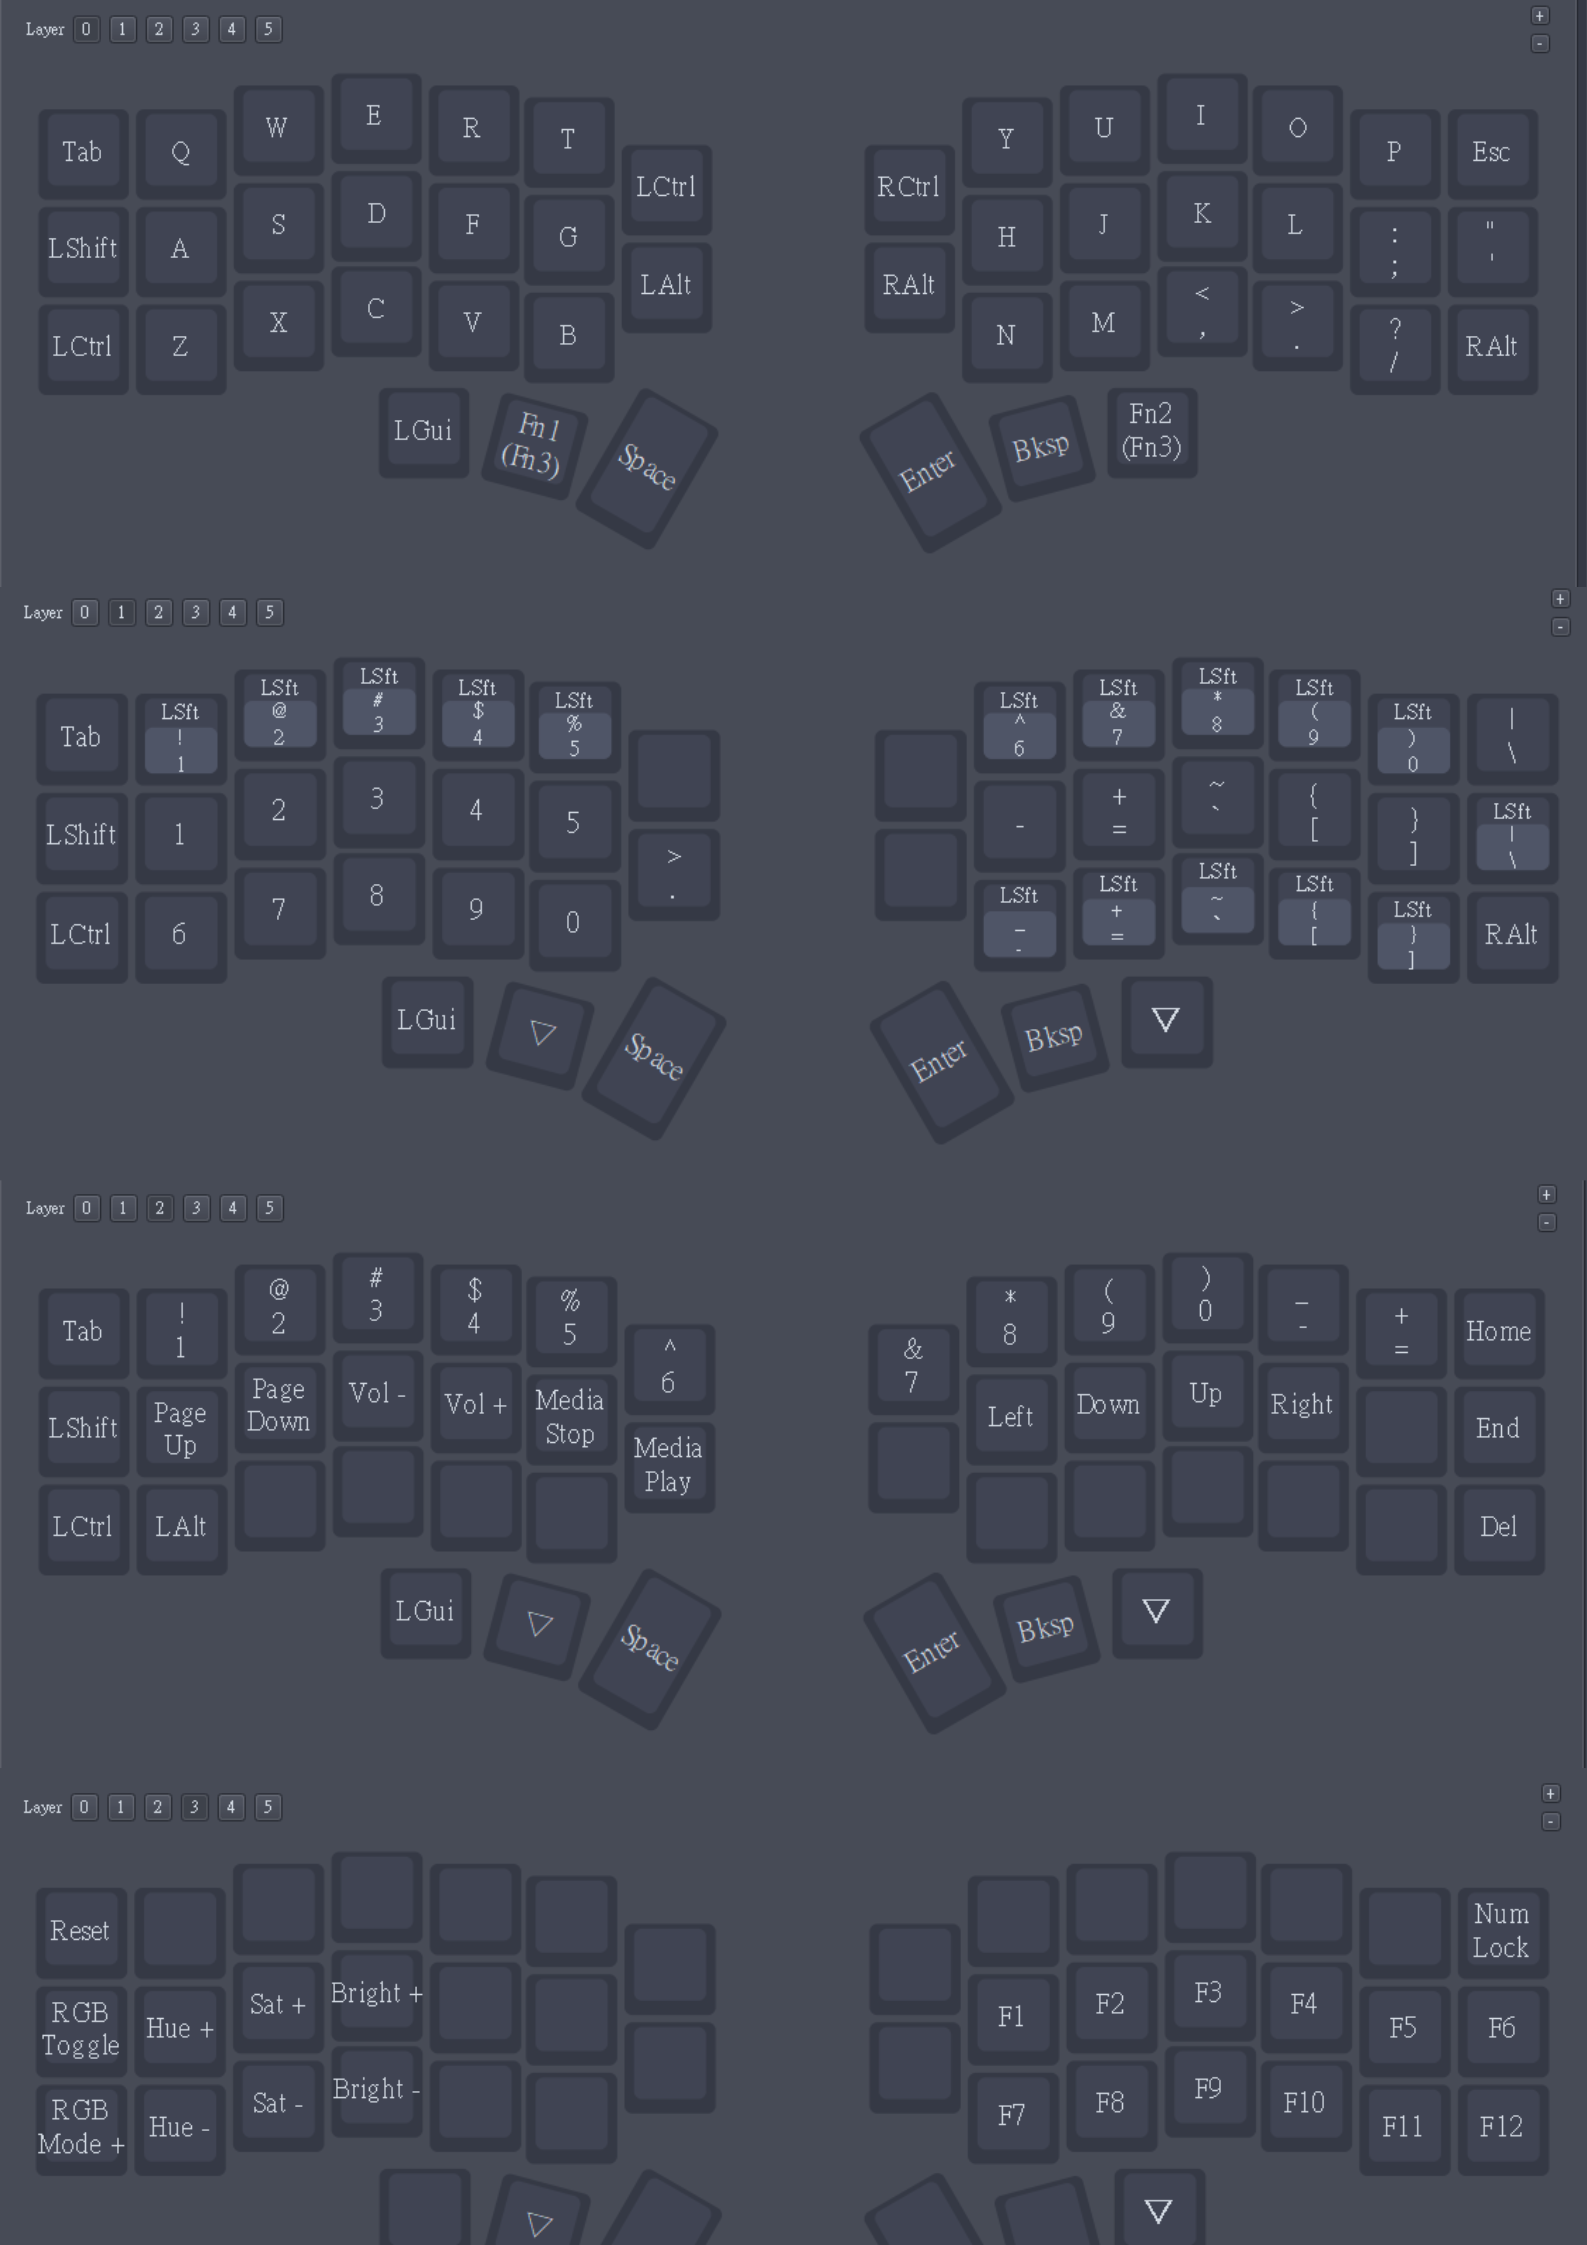 Layer 0 1 2 3 4 5 +
-
Tab Q W E R T LCtrl RCtrl Y U I O P Esc
LShift A S D F G LAlt RAlt H J K L : ; " '
LCtrl Z X C V B N M < , > . ? / RAlt
LGui Fn1 (Fn3) Space Enter Bksp Fn2 (Fn3)
Layer 0 1 2 3 4 5 +
-
Tab LSft ! 1 LSft @ 2 LSft # 3 LSft $ 4 LSft % 5 LSft ^ 6 LSft & 7 LSft * 8 LSft ( 9 LSft ) 0 | \
LShift 1 2 3 4 5 > . - + = ~ ` { [ } ] LSft | \
LCtrl 6 7 8 9 0 LSft _ - LSft + = LSft ~ ` LSft { [ LSft } ] RAlt
LGui ▽ Space Enter Bksp ▽
Layer 0 1 2 3 4 5 +
-
Tab ! 1 @ 2 # 3 $ 4 % 5 ^ 6 & 7 * 8 ( 9 ) 0 _ - + = Home
LShift Page Up Page Down Vol - Vol + Media Stop Media Play Left Down Up Right End
LCtrl LAlt Del
LGui ▽ Space Enter Bksp ▽
Layer 0 1 2 3 4 5 +
-
Reset Num Lock
RGB Toggle Hue + Sat + Bright + F1 F2 F3 F4 F5 F6
RGB Mode + Hue - Sat - Bright - F7 F8 F9 F10 F11 F12
▽ ▽